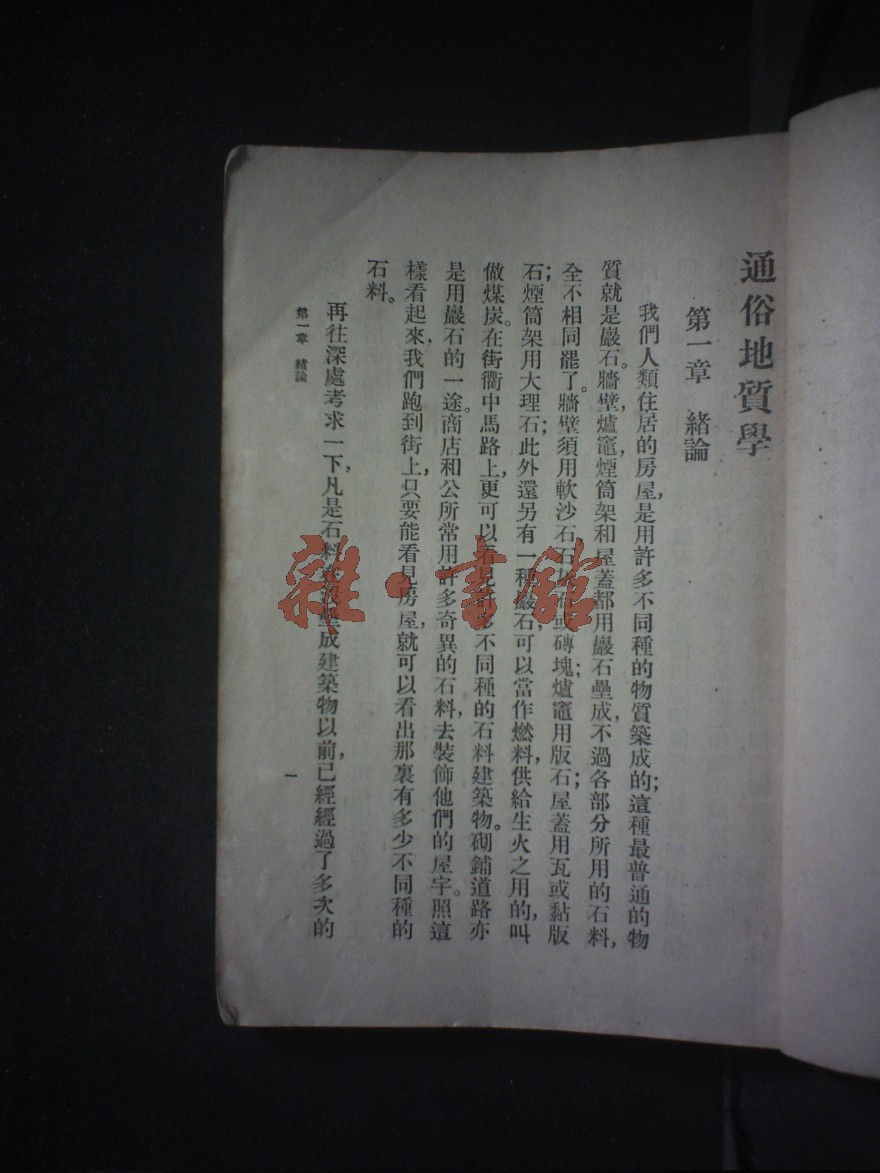 通俗地質學
第一章　緒論
我們人類住居的房屋，是用許多不同種的物質築成的；這種最普通的物
質就是巖石。牆壁，爐竈，煙筒架和屋蓋都用巖石壘成，不過各部分所用的石料，
全不相同罷了。牆壁須用軟沙石石灰石或磚塊；爐竈用版石；屋蓋用瓦或黏版
石；煙筒架用大理石；此外還另有一種巖石，可以當作燃料，供給生火之用的，叫
做煤炭。在街衢中馬路上，更可以看見許多不同種的石料建築物。砌鋪道路亦
是用巖石的一途。商店和公所常用許多奇異的石料，去裝飾他們的屋宇。照這
樣看起來，我們跑到街上，只要能看見房屋，就可以看出那裏有多少不同種的
石料。
再往深處考求一下，凡是石料在成建築物以前，已經經過了多次的
第一章　緒論
一
雜·書館